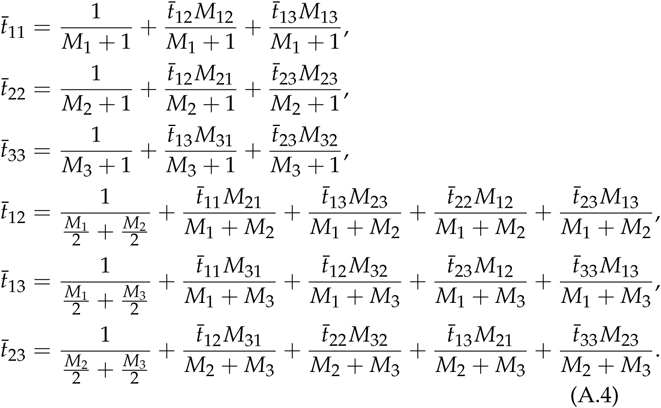 t̄₁₁ = 1/(M₁ + 1) + t̄₁₂M₁₂/(M₁ + 1) + t̄₁₃M₁₃/(M₁ + 1),
t̄₂₂ = 1/(M₂ + 1) + t̄₁₂M₂₁/(M₂ + 1) + t̄₂₃M₂₃/(M₂ + 1),
t̄₃₃ = 1/(M₃ + 1) + t̄₁₃M₃₁/(M₃ + 1) + t̄₂₃M₃₂/(M₃ + 1),
t̄₁₂ = 1/(M₁/2 + M₂/2) + t̄₁₁M₂₁/(M₁ + M₂) + t̄₁₃M₂₃/(M₁ + M₂) + t̄₂₂M₁₂/(M₁ + M₂) + t̄₂₃M₁₃/(M₁ + M₂),
t̄₁₃ = 1/(M₁/2 + M₃/2) + t̄₁₁M₃₁/(M₁ + M₃) + t̄₁₂M₃₂/(M₁ + M₃) + t̄₂₃M₁₂/(M₁ + M₃) + t̄₃₃M₁₃/(M₁ + M₃),
t̄₂₃ = 1/(M₂/2 + M₃/2) + t̄₁₂M₃₁/(M₂ + M₃) + t̄₂₂M₃₂/(M₂ + M₃) + t̄₁₃M₂₁/(M₂ + M₃) + t̄₃₃M₂₃/(M₂ + M₃).
(A.4)